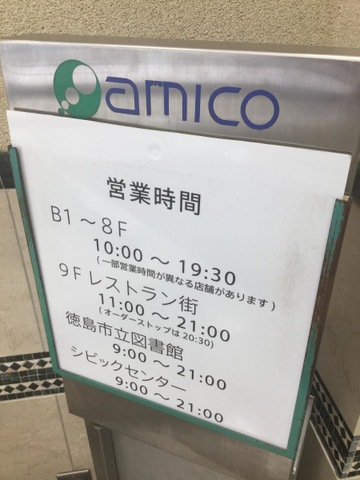 amico
営業時間
B1～8F
10:00～19:30
(一部営業時間が異なる店舗があります)
9Fレストラン街
11:00～21:00
(オーダーストップは20:30)
徳島市立図書館
9:00～21:00
シビックセンター
9:00～21:00